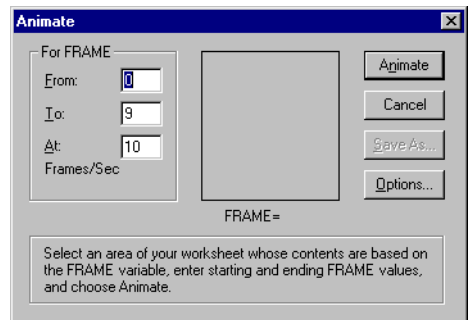 Animate
For FRAME
From: 0
To: 9
At: 10
Frames/Sec
FRAME=
Animate
Cancel
Save As...
Options...
Select an area of your worksheet whose contents are based on
the FRAME variable, enter starting and ending FRAME values,
and choose Animate.